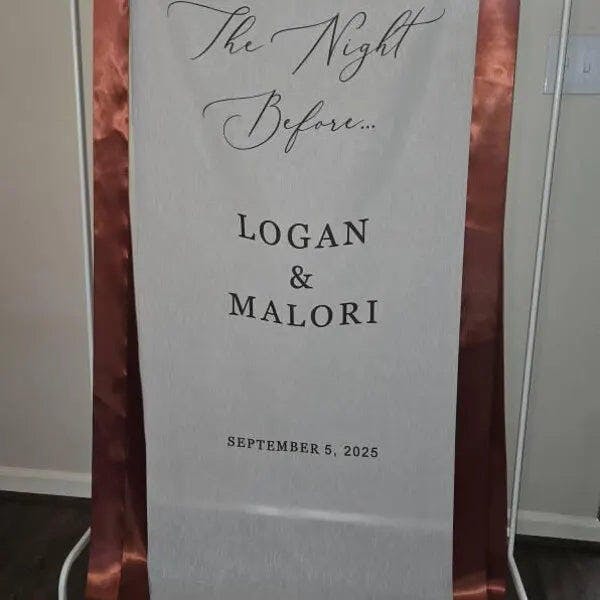 The Night
Before...
LOGAN
&
MALORI
SEPTEMBER 5, 2025